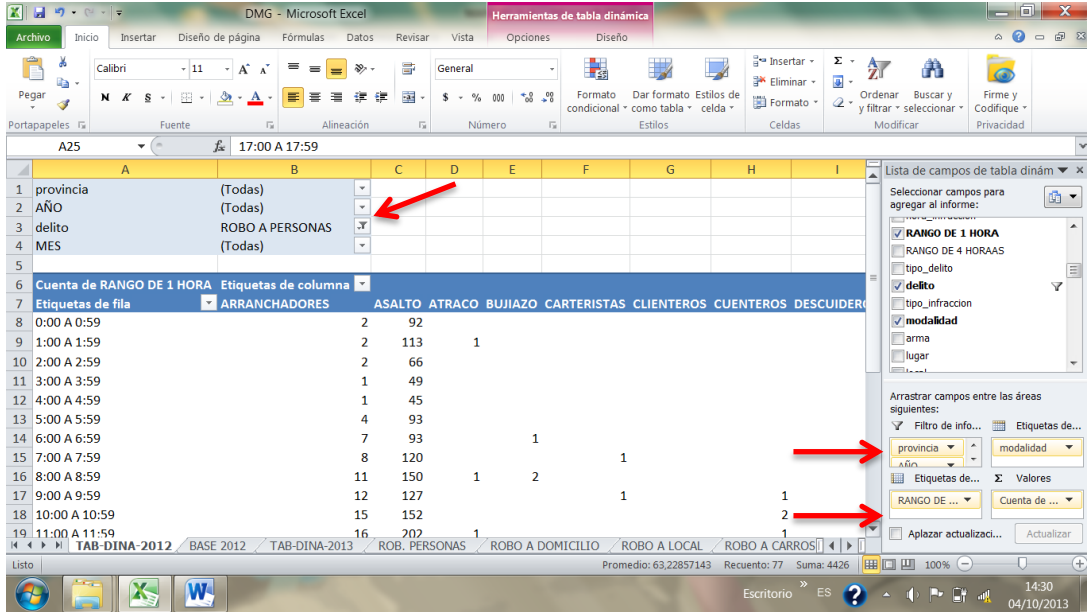 DMG - Microsoft Excel
Herramientas de tabla dinámica
Archivo Inicio Insertar Diseño de página Fórmulas Datos Revisar Vista Opciones Diseño
Pegar
Calibri 11
N K S
General
$ % 000
Formato condicional
Dar formato como tabla
Estilos de celda
Insertar
Eliminar
Formato
Ordenar y filtrar
Buscar y seleccionar
Firme y Codifique
Portapapeles Fuente Alineación Número Estilos Celdas Modificar Privacidad
A25 fx 17:00 A 17:59
A B C D E F G H I
1 provincia (Todas)
2 AÑO (Todas)
3 delito ROBO A PERSONAS
4 MES (Todas)
5
6 Cuenta de RANGO DE 1 HORA Etiquetas de columna
7 Etiquetas de fila ARRANCHADORES ASALTO ATRACO BUJIAZO CARTERISTAS CLIENTEROS CUENTEROS DESCUIDERO
8 0:00 A 0:59 2 92
9 1:00 A 1:59 2 113 1
10 2:00 A 2:59 2 66
11 3:00 A 3:59 1 49
12 4:00 A 4:59 1 45
13 5:00 A 5:59 4 93
14 6:00 A 6:59 7 93 1
15 7:00 A 7:59 8 120 1
16 8:00 A 8:59 11 150 1 2
17 9:00 A 9:59 12 127 1 1
18 10:00 A 10:59 15 152 2
19 11:00 A 11:59 16 202 1 1
TAB-DINA-2012 BASE 2012 TAB-DINA-2013 ROB. PERSONAS ROBO A DOMICILIO ROBO A LOCAL ROBO A CARROS
Lista de campos de tabla dinám
Seleccionar campos para
agregar al informe:
hora_infraccion
RANGO DE 1 HORA
RANGO DE 4 HORAAS
tipo_delito
delito
tipo_infraccion
modalidad
arma
lugar
Arrastrar campos entre las áreas
siguientes:
Filtro de info... Etiquetas de...
provincia modalidad
AÑO
Etiquetas de... Σ Valores
RANGO DE ... Cuenta de ...
Aplazar actualizaci... Actualizar
Listo Promedio: 63,22857143 Recuento: 77 Suma: 4426 100%
Escritorio » ES 14:30
04/10/2013